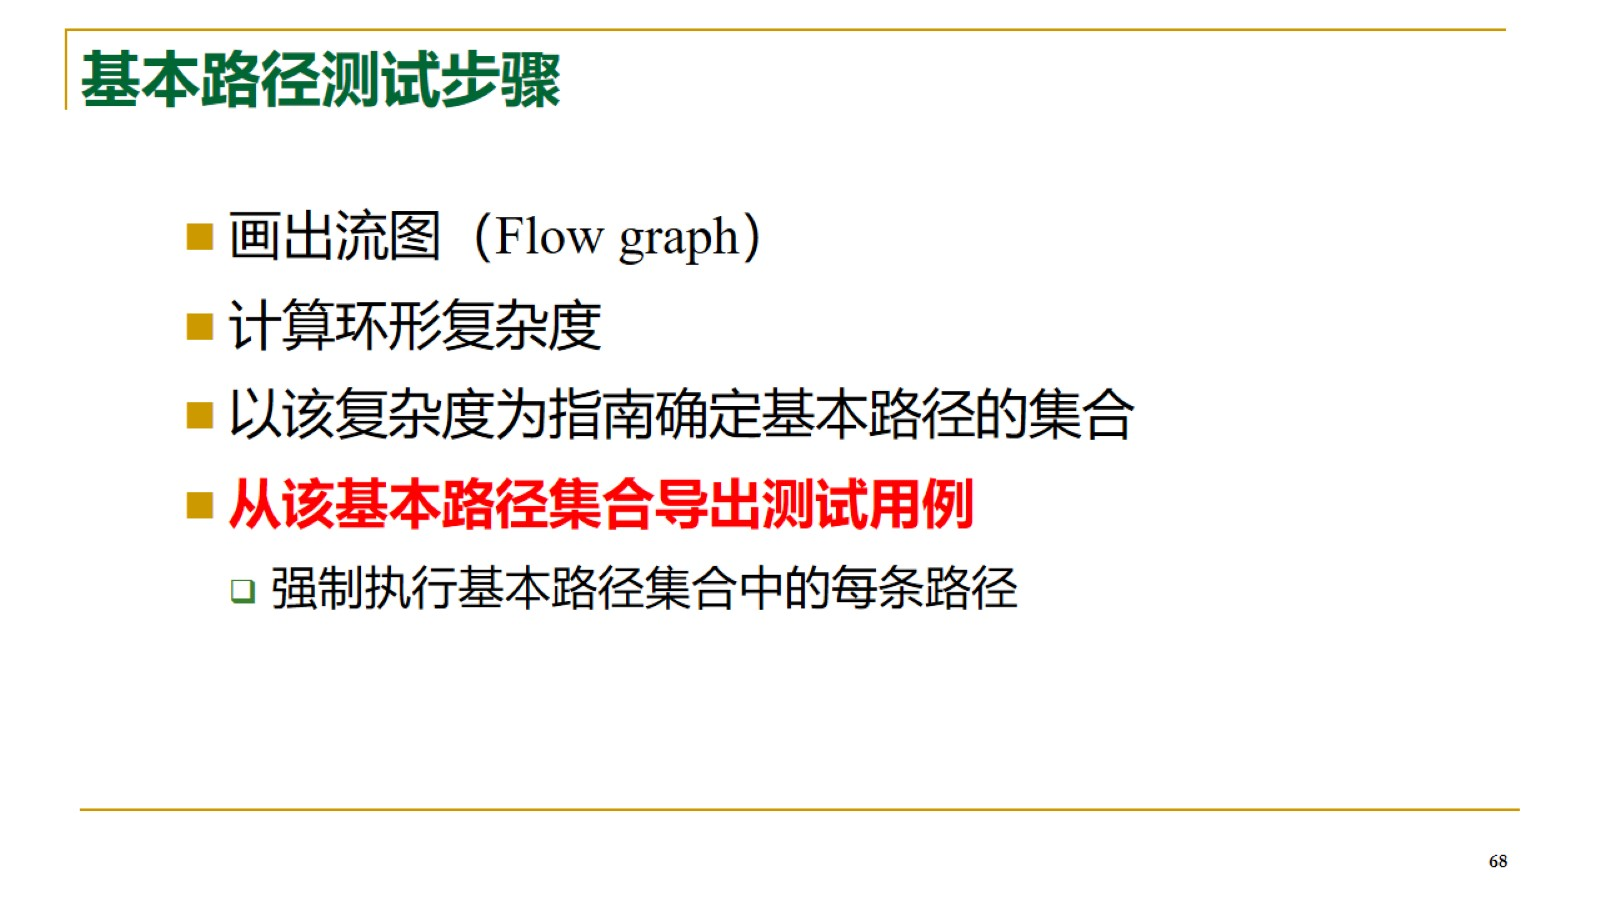 基本路径测试步骤
画出流图（Flow graph）
计算环形复杂度
以该复杂度为指南确定基本路径的集合
从该基本路径集合导出测试用例
强制执行基本路径集合中的每条路径
68